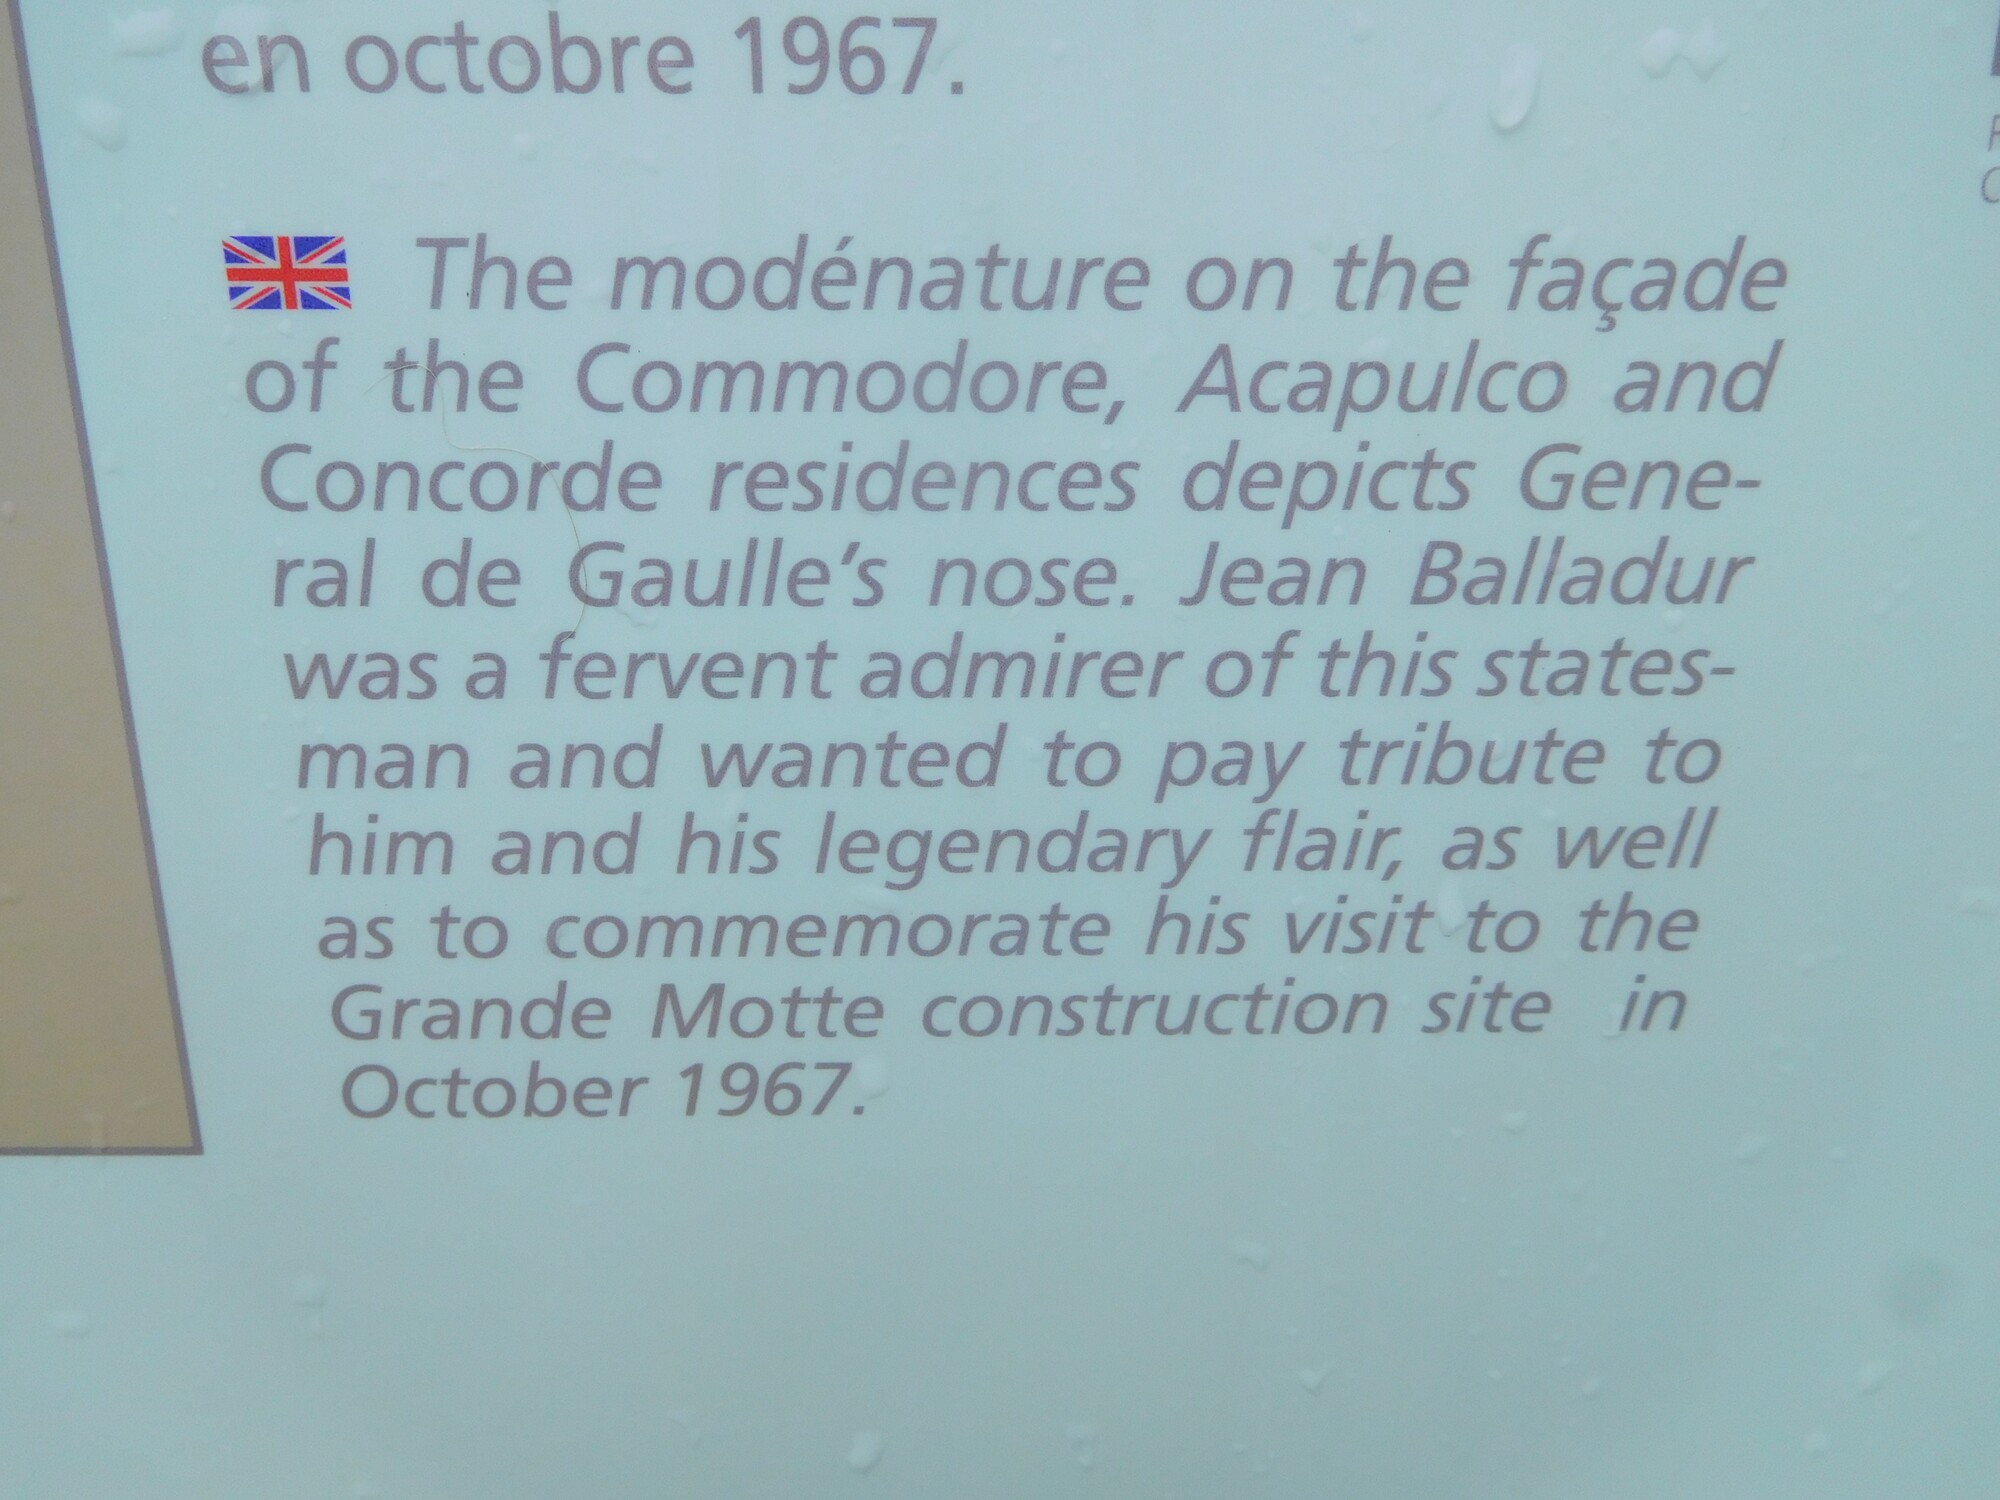 en octobre 1967.
The modénature on the façade
of the Commodore, Acapulco and
Concorde residences depicts Gene-
ral de Gaulle's nose. Jean Balladur
was a fervent admirer of this states-
man and wanted to pay tribute to
him and his legendary flair, as well
as to commemorate his visit to the
Grande Motte construction site in
October 1967.